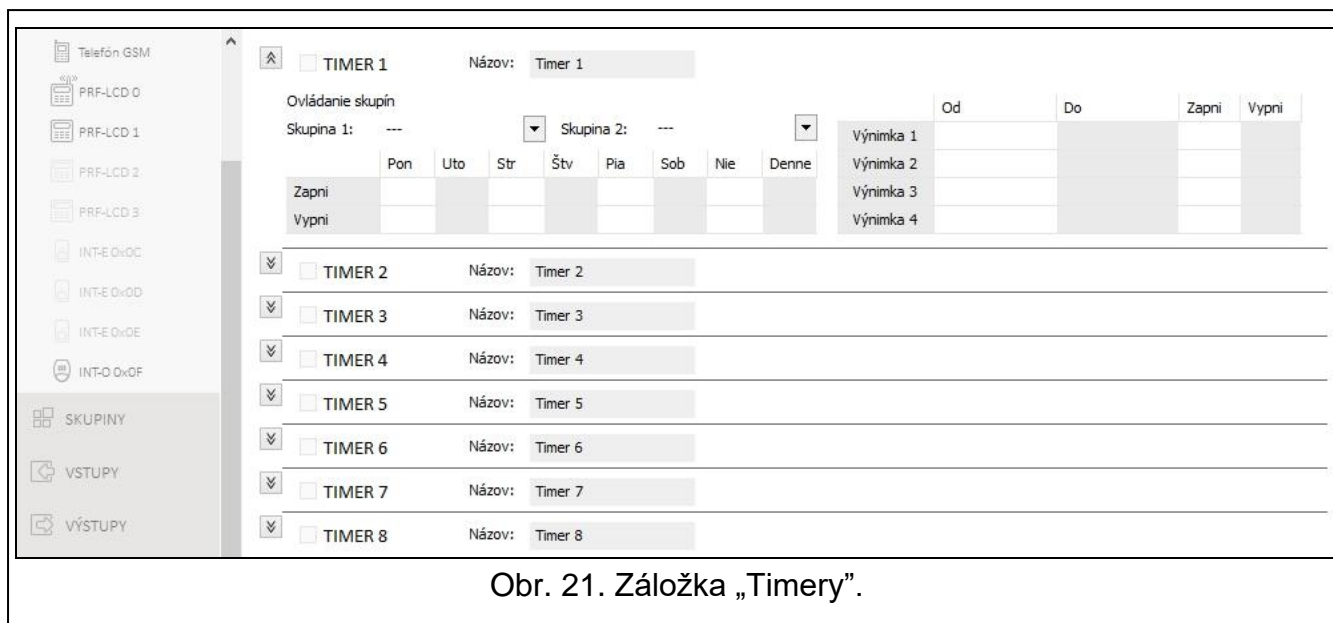 Telefón GSM
PRF-LCD 0
PRF-LCD 1
PRF-LCD 2
PRF-LCD 3
INT-E 0x0C
INT-E 0x0D
INT-E 0x0E
INT-O 0x0F
SKUPINY
VSTUPY
VÝSTUPY
TIMER 1 Názov: Timer 1
Ovládanie skupín
Skupina 1: --- Skupina 2: ---
Pon Uto Str Štv Pia Sob Nie Denne
Zapni
Vypni
Od Do Zapni Vypni
Výnimka 1
Výnimka 2
Výnimka 3
Výnimka 4
TIMER 2 Názov: Timer 2
TIMER 3 Názov: Timer 3
TIMER 4 Názov: Timer 4
TIMER 5 Názov: Timer 5
TIMER 6 Názov: Timer 6
TIMER 7 Názov: Timer 7
TIMER 8 Názov: Timer 8
Obr. 21. Záložka „Timery”.